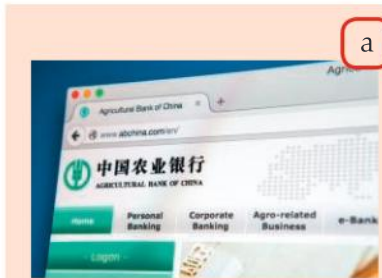 a
Agric
Agricultural Bank of China
www.abchina.com/en/
中国农业银行
AGRICULTURAL BANK OF CHINA
Home
Personal Banking
Corporate Banking
Agro-related Business
e-Bank
- Logon -